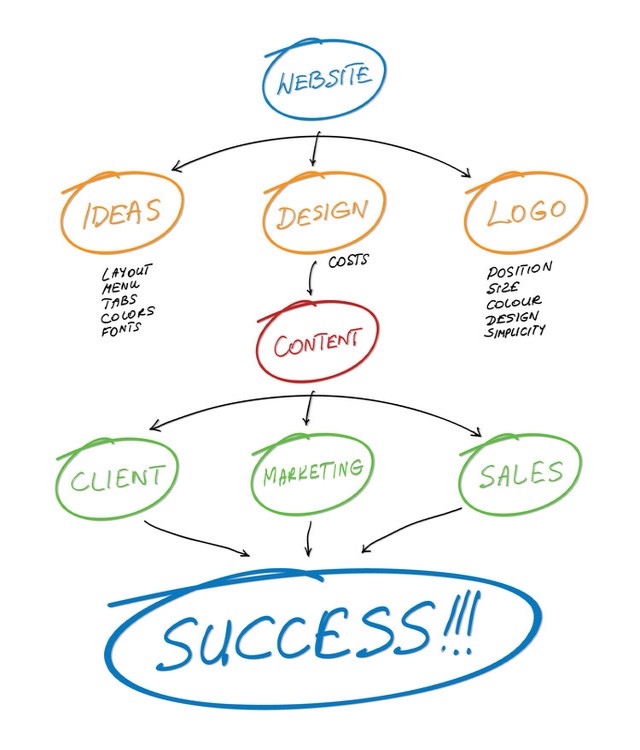 WEBSITE
IDEAS
DESIGN
LOGO
LAYOUT
MENU
TABS
COLORS
FONTS
COSTS
POSITION
SIZE
COLOUR
DESIGN
SIMPLICITY
CONTENT
CLIENT
MARKETING
SALES
SUCCESS!!!